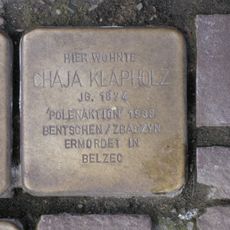 HIER WOHNTE
CHAJA KLAPHOLZ
JG. 1874
"POLENAKTION" 1938
BENTSCHEN/ZBASZYN
ERMORDET IN
BELZEC